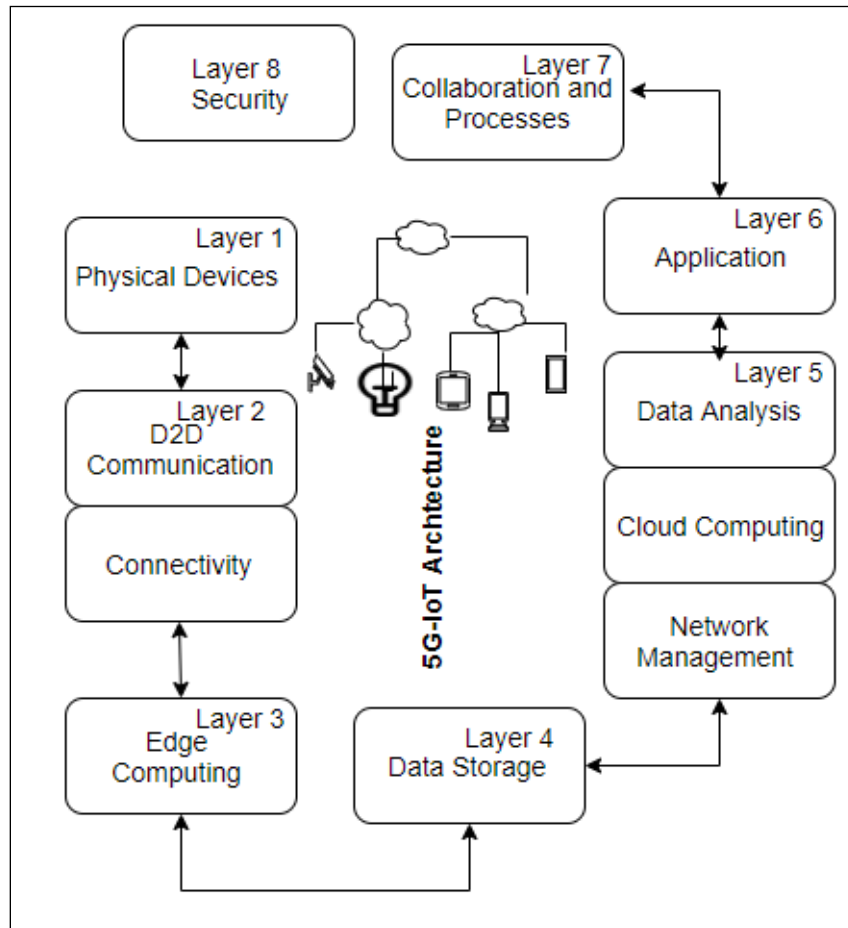 Layer 8
Security
Layer 7
Collaboration and
Processes
Layer 1
Physical Devices
Layer 6
Application
Layer 2
D2D
Communication
Layer 5
Data Analysis
Connectivity
Cloud Computing
5G-IoT Archtecture
Network
Management
Layer 3
Edge
Computing
Layer 4
Data Storage